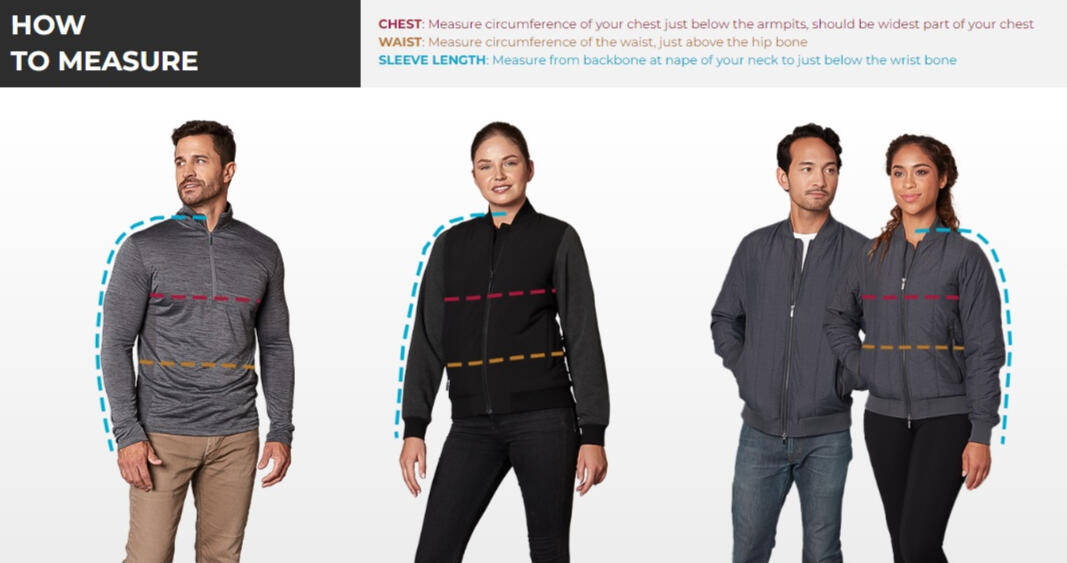 HOW
TO MEASURE
CHEST: Measure circumference of your chest just below the armpits, should be widest part of your chest
WAIST: Measure circumference of the waist, just above the hip bone
SLEEVE LENGTH: Measure from backbone at nape of your neck to just below the wrist bone